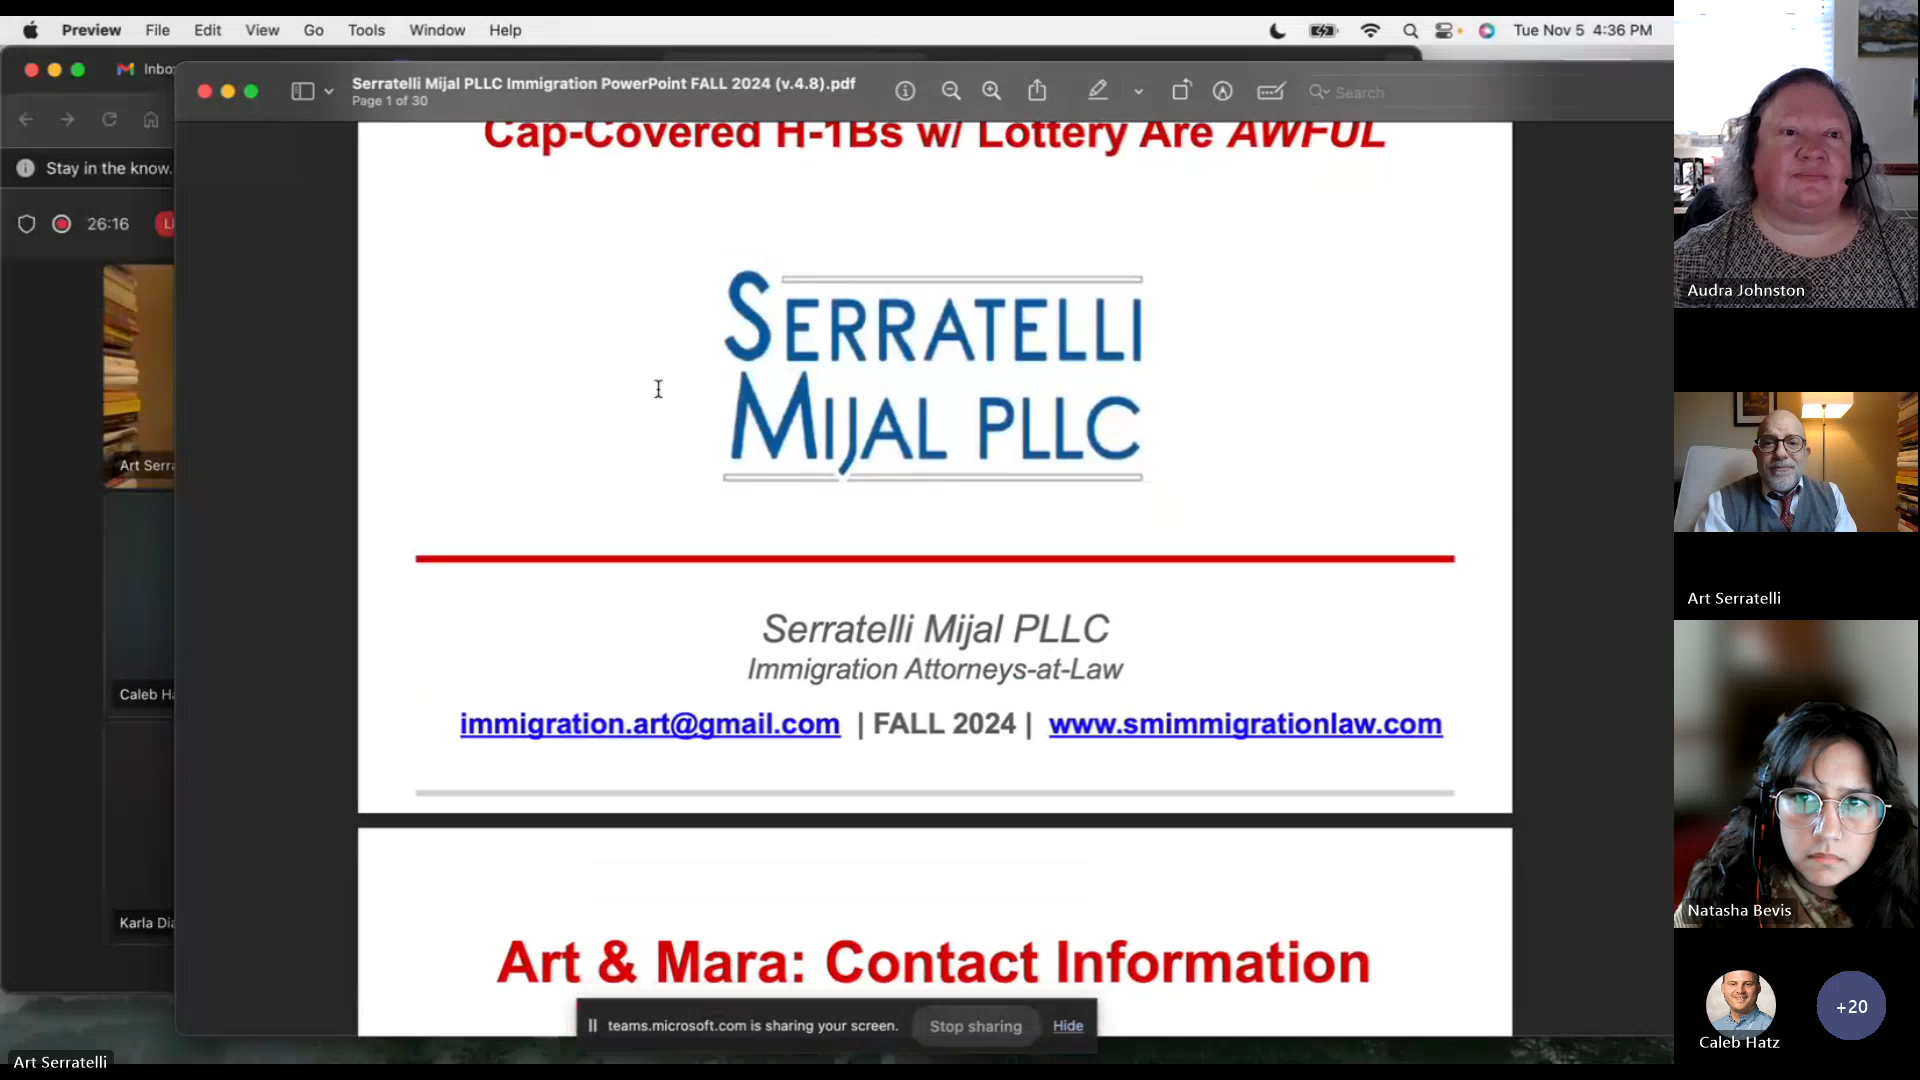 Preview File Edit View Go Tools Window Help Tue Nov 5 4:36 PM
Serratelli Mijal PLLC Immigration PowerPoint FALL 2024 (v.4.8).pdf
Page 1 of 30
Search
Stay in the know.
26:16
Cap-Covered H-1Bs w/ Lottery Are AWFUL
SERRATELLI
MIJAL PLLC
Serratelli Mijal PLLC
Immigration Attorneys-at-Law
immigration.art@gmail.com | FALL 2024 | www.smimmigrationlaw.com
Art & Mara: Contact Information
teams.microsoft.com is sharing your screen. Stop sharing Hide
Art Serratelli
Audra Johnston
Art Serratelli
Natasha Bevis
Caleb Hatz
+20